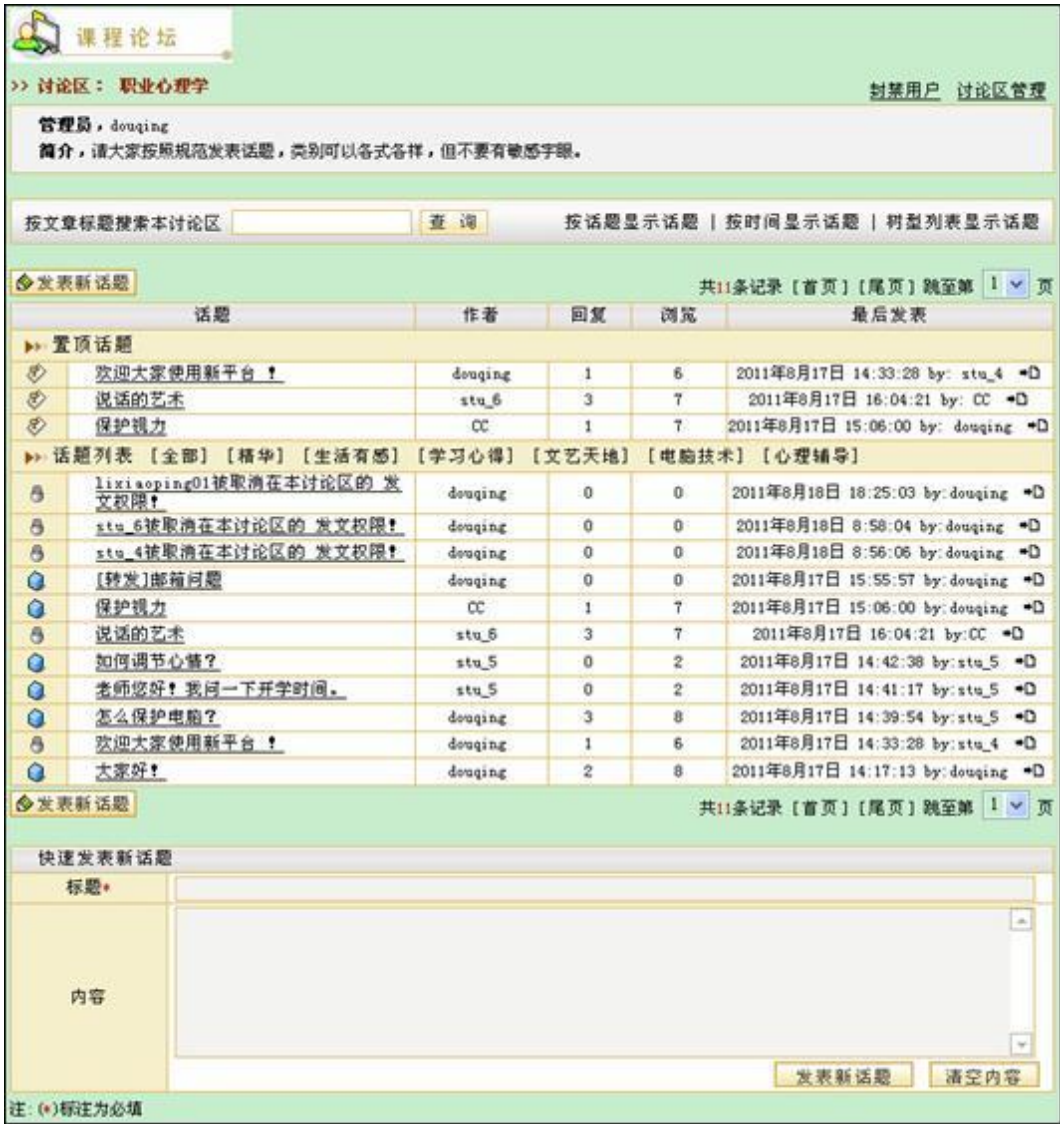 课程论坛
>> 讨论区： 职业心理学
封禁用户 讨论区管理
管理员，douqing
简介，请大家按照规范发表话题，类别可以各式各样，但不要有敏感字眼。
按文章标题搜索本讨论区 查 询 按话题显示话题 | 按时间显示话题 | 树型列表显示话题
发表新话题 共11条记录 [首页] [尾页] 跳至第 1 页
话题 作者 回复 浏览 最后发表
置顶话题
欢迎大家使用新平台 ！ douqing 1 6 2011年8月17日 14:33:28 by: stu_4
说话的艺术 stu_6 3 7 2011年8月17日 16:04:21 by: CC
保护视力 CC 1 7 2011年8月17日 15:06:00 by: douqing
话题列表 [全部] [精华] [生活有感] [学习心得] [文艺天地] [电脑技术] [心理辅导]
lixiaoping01被取消在本讨论区的 发
文权限! douqing 0 0 2011年8月18日 18:25:03 by:douqing
stu_6被取消在本讨论区的 发文权限! douqing 0 0 2011年8月18日 8:58:04 by:douqing
stu_4被取消在本讨论区的 发文权限! douqing 0 0 2011年8月18日 8:56:06 by:douqing
[转发]邮箱问题 douqing 0 0 2011年8月17日 15:55:57 by:douqing
保护视力 CC 1 7 2011年8月17日 15:06:00 by:douqing
说话的艺术 stu_6 3 7 2011年8月17日 16:04:21 by:CC
如何调节心情？ stu_5 0 2 2011年8月17日 14:42:38 by:stu_5
老师您好！我问一下开学时间。 stu_5 0 2 2011年8月17日 14:41:17 by:stu_5
怎么保护电脑？ douqing 3 8 2011年8月17日 14:39:54 by:stu_5
欢迎大家使用新平台 ！ douqing 1 6 2011年8月17日 14:33:28 by:stu_4
大家好！ douqing 2 8 2011年8月17日 14:17:13 by:douqing
发表新话题 共11条记录 [首页] [尾页] 跳至第 1 页
快速发表新话题
标题*
内容
发表新话题 清空内容
注: (*)标注为必填